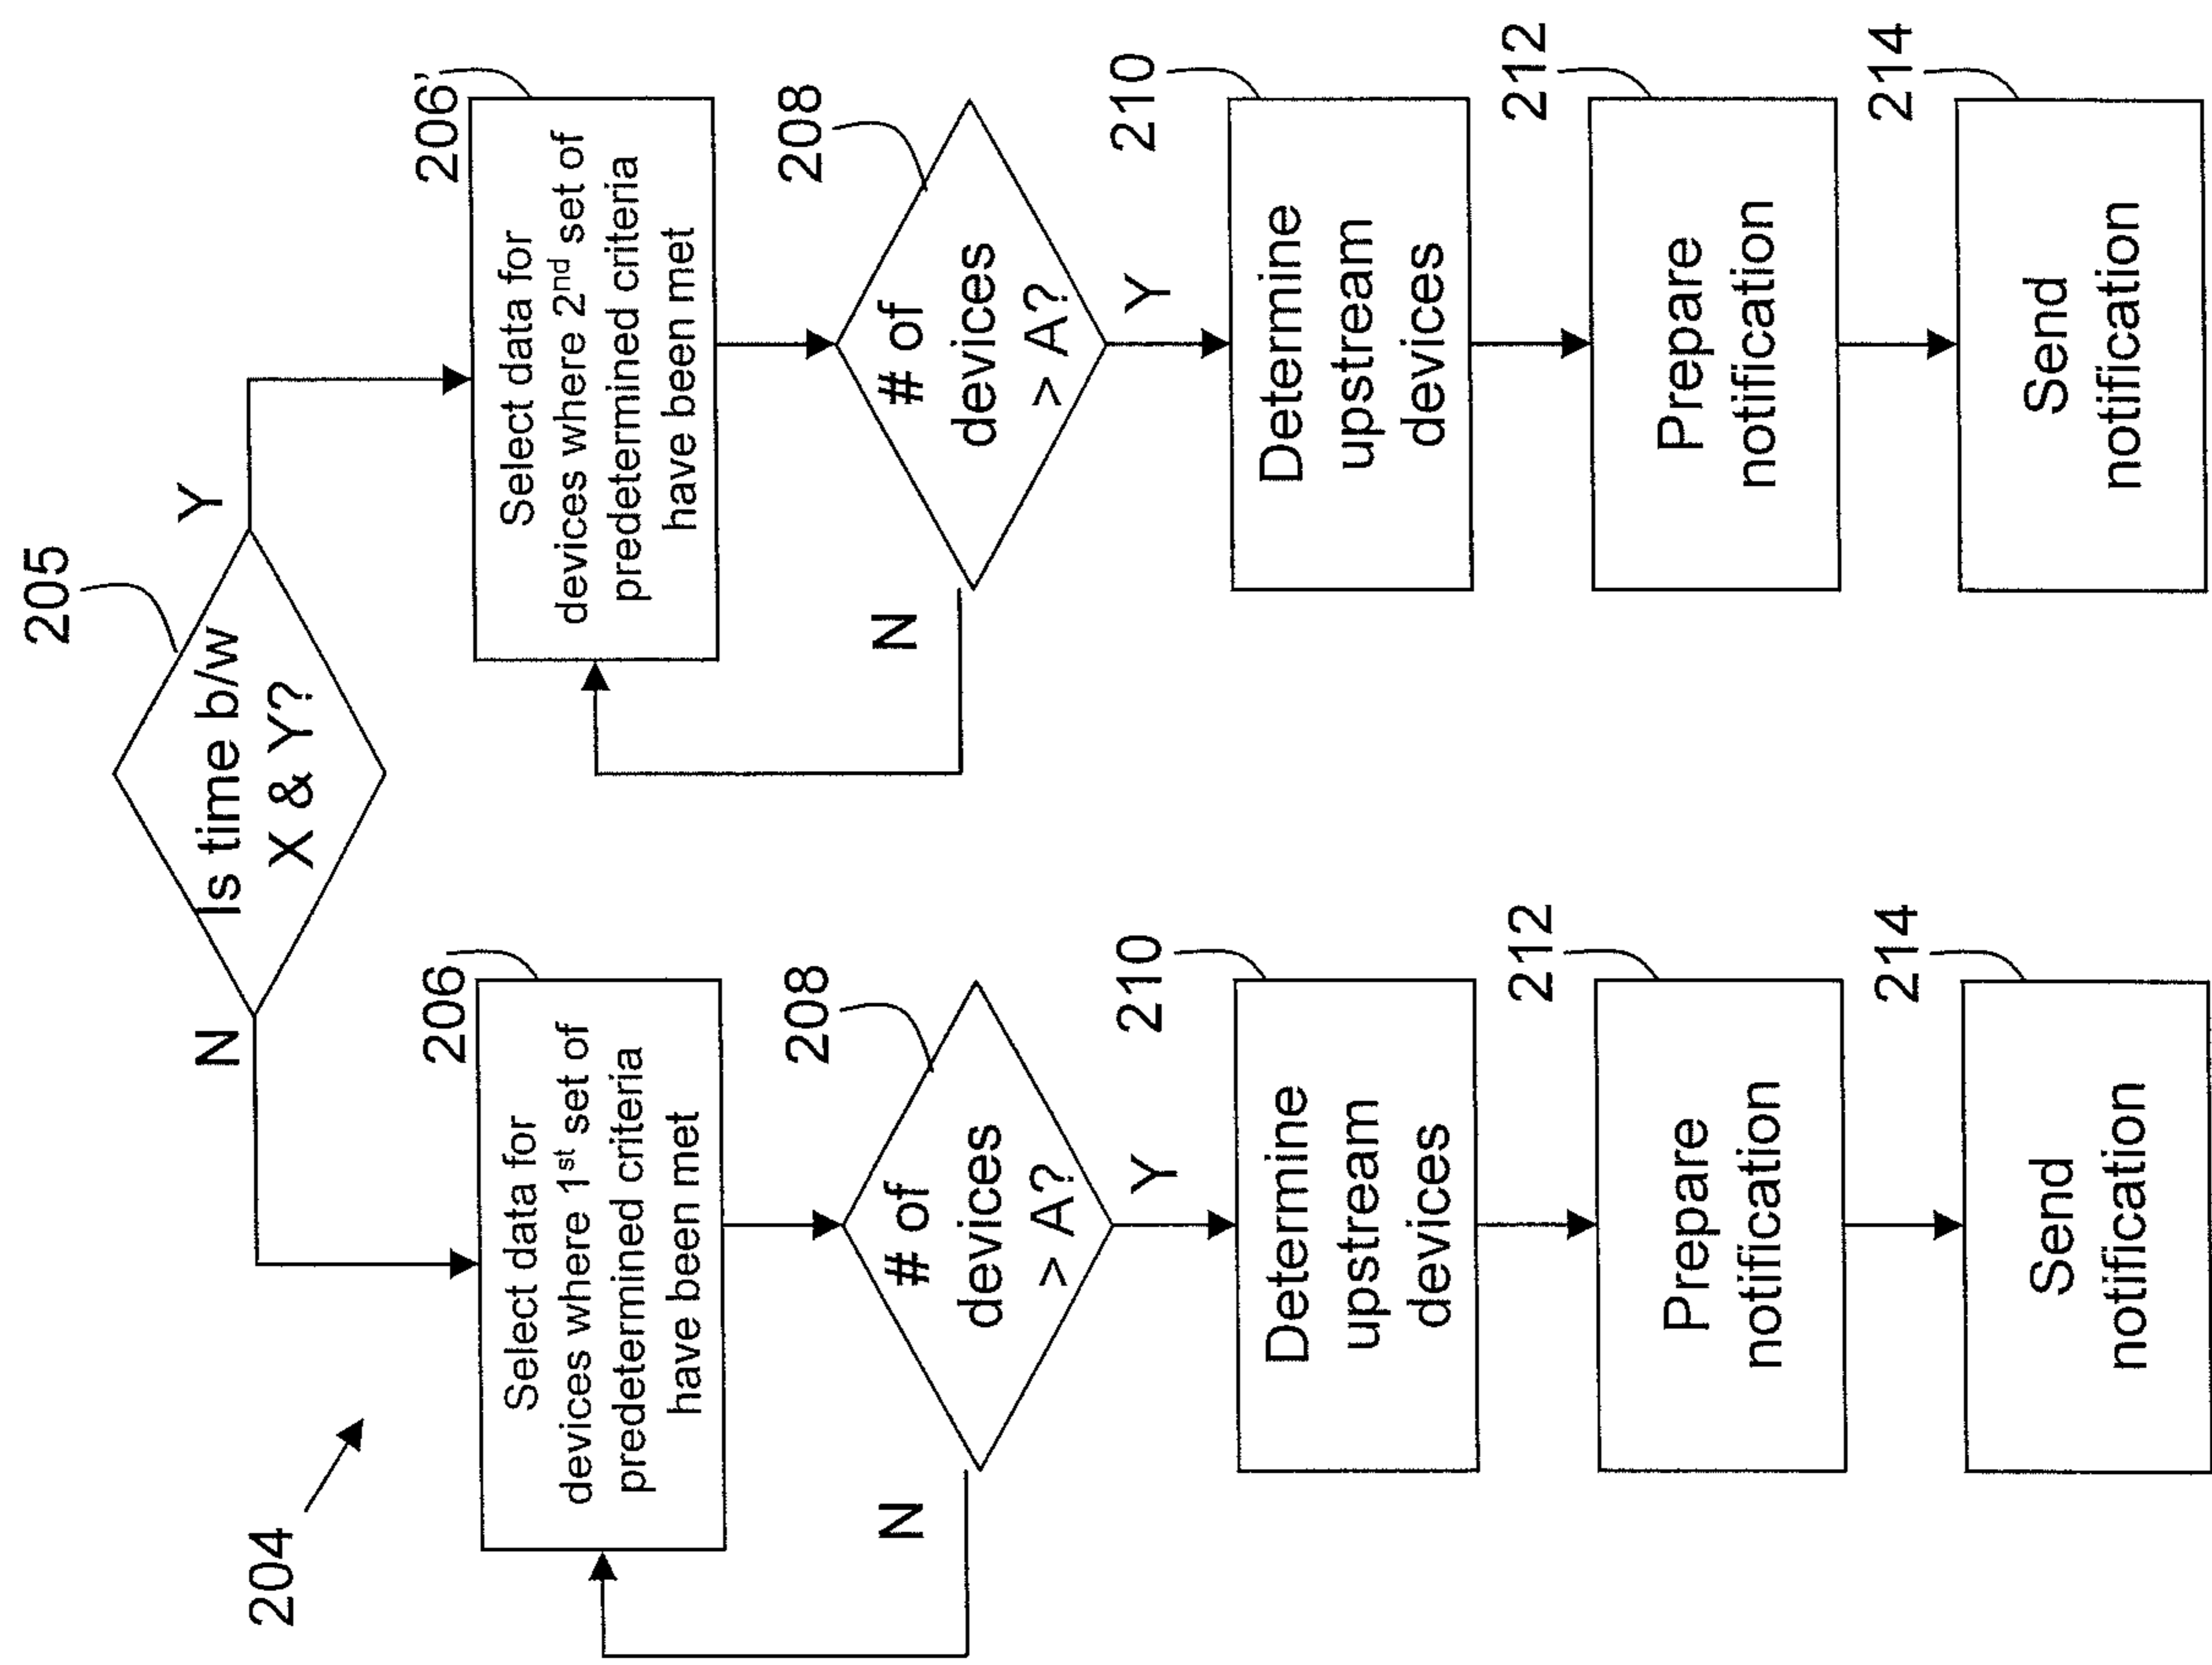 204
205
Is time b/w
X & Y?
N
Y
206
Select data for
devices where 1st set of
predetermined criteria
have been met
208
# of
devices
> A?
N
Y
210
Determine
upstream
devices
212
Prepare
notification
214
Send
notification
206'
Select data for
devices where 2nd set of
predetermined criteria
have been met
208
# of
devices
> A?
N
Y
210
Determine
upstream
devices
212
Prepare
notification
214
Send
notification